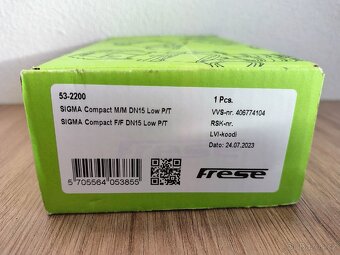 53-2200
SIGMA Compact M/M DN15 Low P/T
SIGMA Compact F/F DN15 Low P/T
1 Pcs.
VVS-nr. 406774104
RSK-nr.
LVI-koodi
Dato: 24.07.2023
5 705564 053855
FRESE